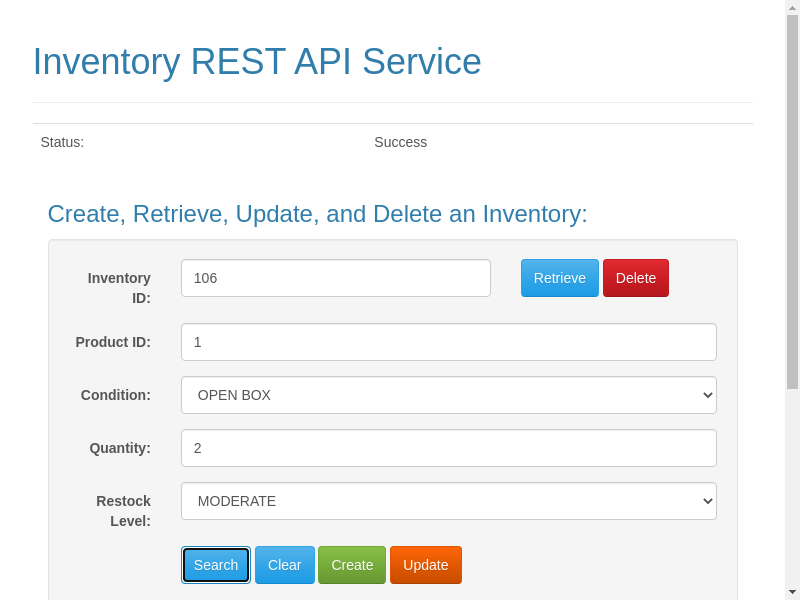 Inventory REST API Service
Status: Success
Create, Retrieve, Update, and Delete an Inventory:
Inventory ID: 106 Retrieve Delete
Product ID: 1
Condition: OPEN BOX
Quantity: 2
Restock Level: MODERATE
Search Clear Create Update